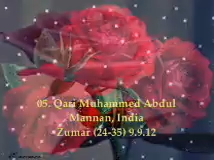 05. Qari Muhammed Abdul
Mannan, India
Zumar (24-35) 9.9.12